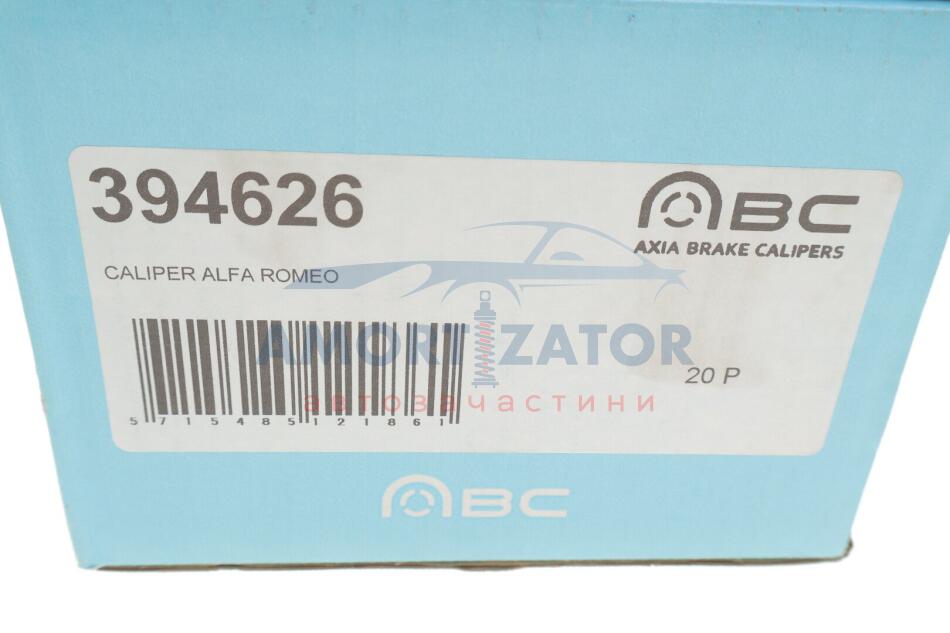 394626
ABC
AXIA BRAKE CALIPERS
CALIPER ALFA ROMEO
AMORTIZATOR
автозапчастини
20 P
5 715485 121861
ABC